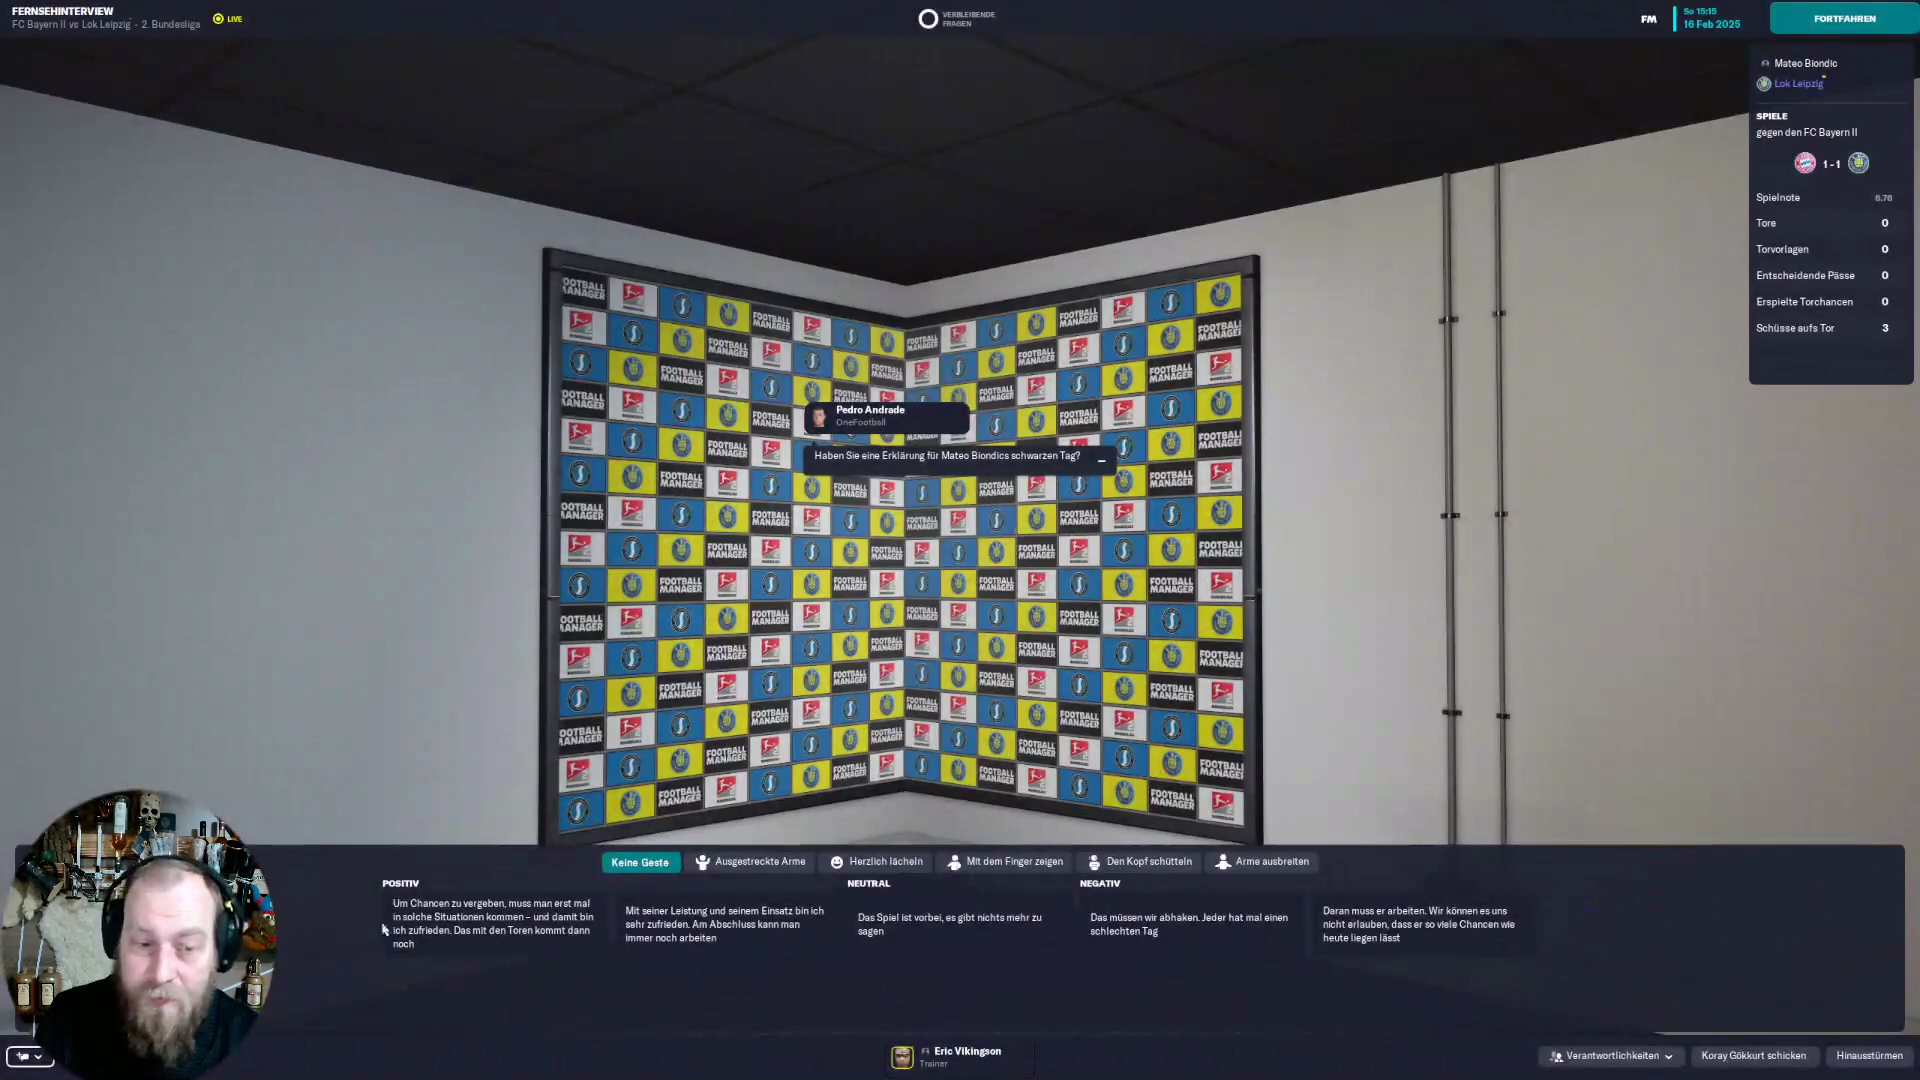 FERNSEHINTERVIEW
FC Bayern II vs Lok Leipzig - 2. Bundesliga
LIVE
VERBLEIBENDE
FRAGEN
FM
So 15:15
16 Feb 2025
FORTFAHREN
Mateo Biondic
Lok Leipzig
SPIELE
gegen den FC Bayern II
1 - 1
Spielnote 6.76
Tore 0
Torvorlagen 0
Entscheidende Pässe 0
Erspielte Torchancen 0
Schüsse aufs Tor 3
FOOTBALL MANAGER
Pedro Andrade
OneFootball
Haben Sie eine Erklärung für Mateo Biondics schwarzen Tag?
Keine Geste
Ausgestreckte Arme
Herzlich lächeln
Mit dem Finger zeigen
Den Kopf schütteln
Arme ausbreiten
POSITIV
Um Chancen zu vergeben, muss man erst mal
in solche Situationen kommen – und damit bin
ich zufrieden. Das mit den Toren kommt dann
noch
Mit seiner Leistung und seinem Einsatz bin ich
sehr zufrieden. Am Abschluss kann man
immer noch arbeiten
NEUTRAL
Das Spiel ist vorbei, es gibt nichts mehr zu
sagen
NEGATIV
Das müssen wir abhaken. Jeder hat mal einen
schlechten Tag
Daran muss er arbeiten. Wir können es uns
nicht erlauben, dass er so viele Chancen wie
heute liegen lässt
Eric Vikingson
Trainer
Verantwortlichkeiten
Koray Gökkurt schicken
Hinausstürmen